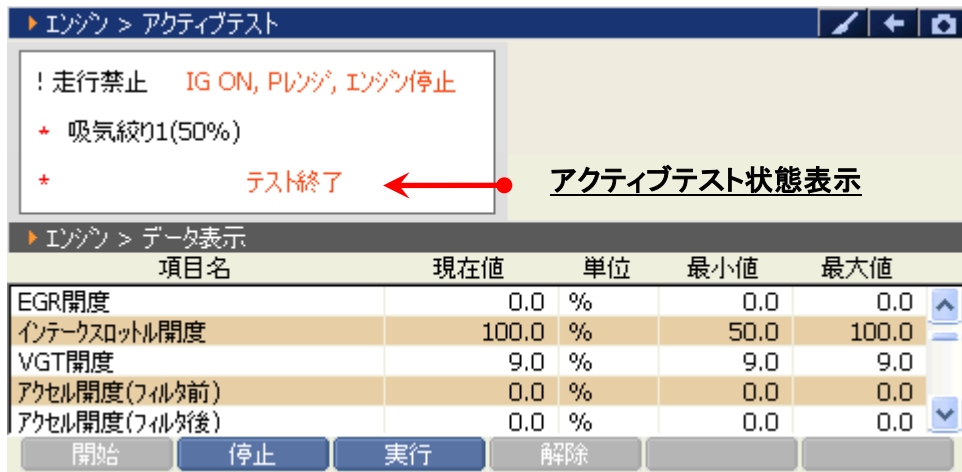 エンジン > アクティブテスト
! 走行禁止 IG ON, Pレンジ, エンジン停止
* 吸気絞り1(50%)
* テスト終了
アクティブテスト状態表示
エンジン > データ表示
項目名 現在値 単位 最小値 最大値
EGR開度 0.0 % 0.0 0.0
インテークスロットル開度 100.0 % 50.0 100.0
VGT開度 9.0 % 9.0 9.0
アクセル開度(フィルタ前) 0.0 % 0.0 0.0
アクセル開度(フィルタ後) 0.0 % 0.0 0.0
開始 停止 実行 解除